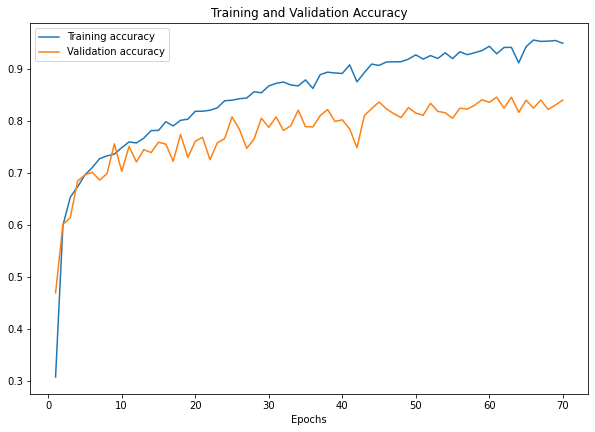 Training and Validation Accuracy
Training accuracy
Validation accuracy
0.9
0.8
0.7
0.6
0.5
0.4
0.3
0 10 20 30 40 50 60 70
Epochs